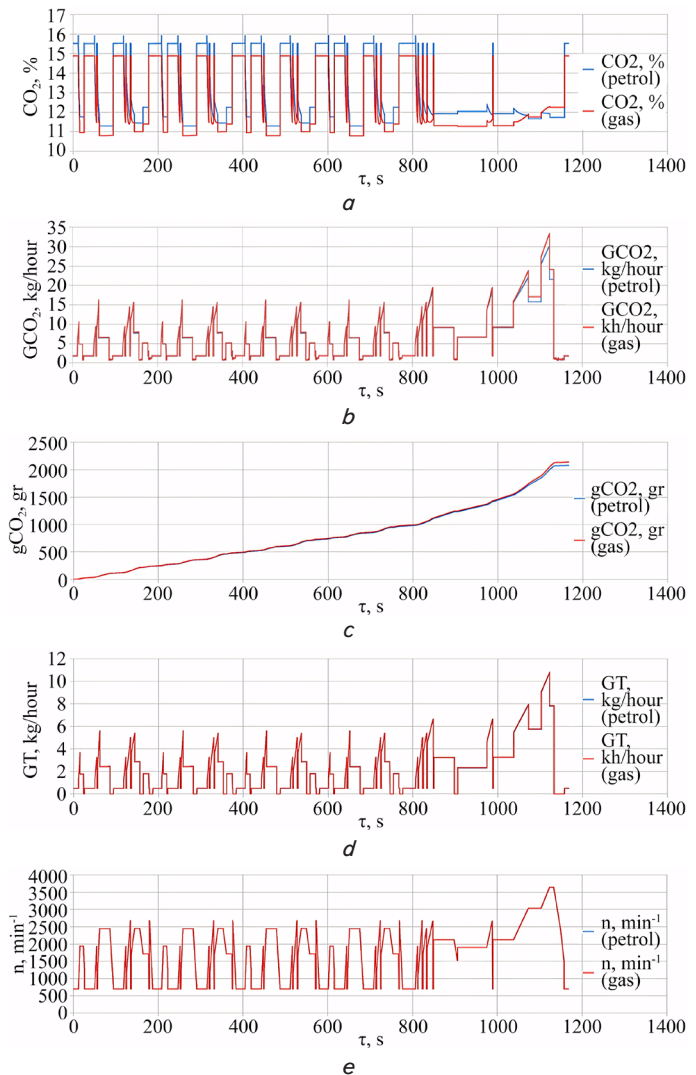 17
16
15
14
13
12
11
10
CO₂, %
CO2, %
(petrol)
CO2, %
(gas)
0 200 400 600 800 1000 1200 1400
τ, s
a
35
30
25
20
15
10
5
0
GCO₂, kg/hour
GCO2,
kg/hour
(petrol)
GCO2,
kh/hour
(gas)
0 200 400 600 800 1000 1200 1400
τ, s
b
2500
2000
1500
1000
500
0
gCO₂, gr
gCO2, gr
(petrol)
gCO2, gr
(gas)
0 200 400 600 800 1000 1200 1400
τ, s
c
12
10
8
6
4
2
0
GT, kg/hour
GT,
kg/hour
(petrol)
GT,
kh/hour
(gas)
0 200 400 600 800 1000 1200 1400
τ, s
d
4000
3500
3000
2500
2000
1500
1000
500
0
n, min⁻¹
n, min⁻¹
(petrol)
n, min⁻¹
(gas)
0 200 400 600 800 1000 1200 1400
τ, s
e